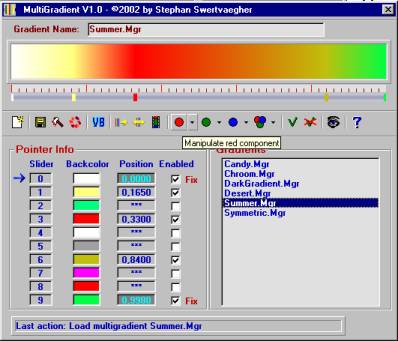 MultiGradient V1.0 - ©2002 by Stephan Swertvaegher
Gradient Name: Summer.Mgr
VB
?
Manipulate red component
Pointer Info
Gradients
Slider Backcolor Position Enabled
0 0,0000 Fix
1 0,1650
2 ***
3 0,3300
4 ***
5 ***
6 0,8400
7 ***
8 ***
9 0,9980 Fix
Candy.Mgr
Chroom.Mgr
DarkGradient.Mgr
Desert.Mgr
Summer.Mgr
Symmetric.Mgr
Last action: Load multigradient Summer.Mgr